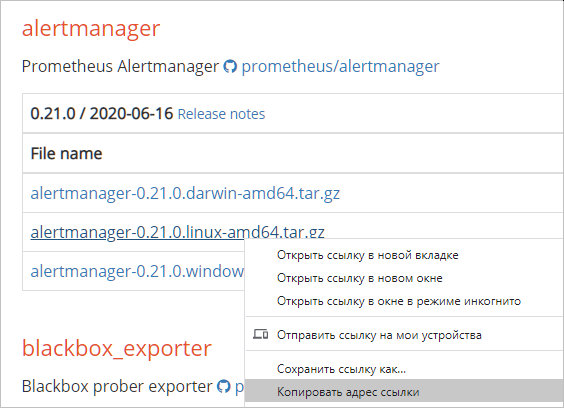 alertmanager
Prometheus Alertmanager prometheus/alertmanager
0.21.0 / 2020-06-16 Release notes
File name
alertmanager-0.21.0.darwin-amd64.tar.gz
alertmanager-0.21.0.linux-amd64.tar.gz
alertmanager-0.21.0.window
Открыть ссылку в новой вкладке
Открыть ссылку в новом окне
Открыть ссылку в окне в режиме инкогнито
Отправить ссылку на мои устройства
Сохранить ссылку как...
Копировать адрес ссылки
blackbox_exporter
Blackbox prober exporter p